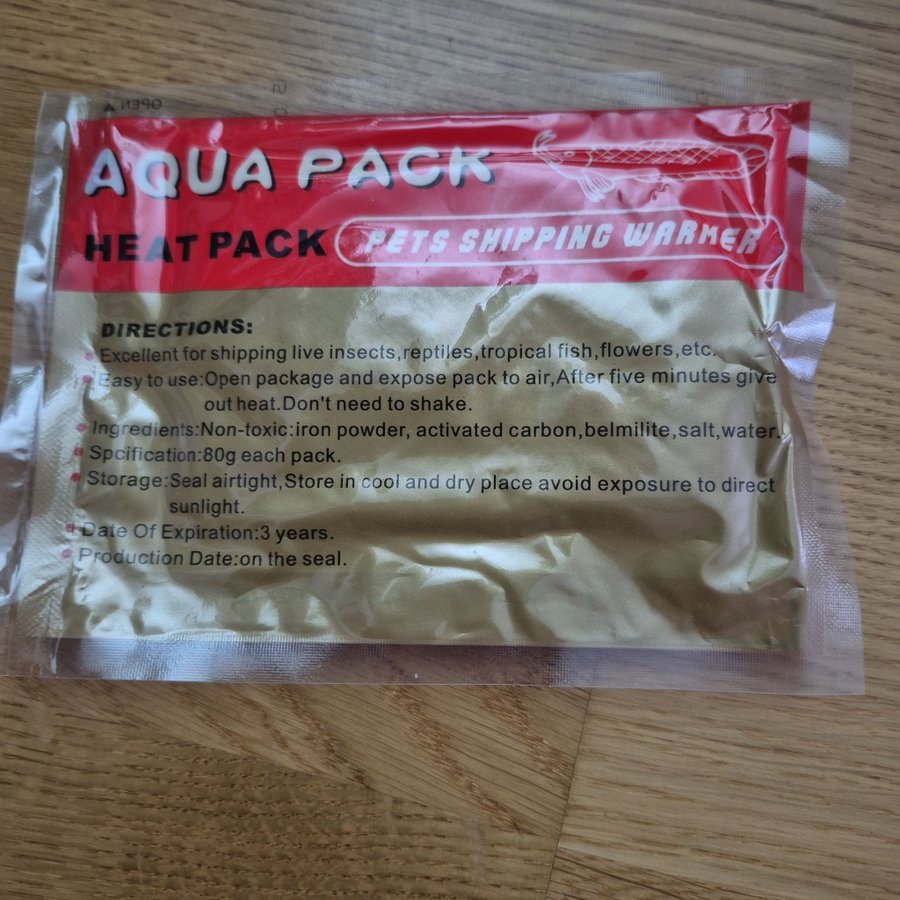 OPEN
AQUA PACK
HEAT PACK PETS SHIPPING WARMER
DIRECTIONS:
Excellent for shipping live insects,reptiles,tropical fish,flowers,etc.
Easy to use:Open package and expose pack to air,After five minutes give
out heat.Don't need to shake.
Ingredients:Non-toxic:iron powder, activated carbon,belmilite,salt,water.
Spcification:80g each pack.
Storage:Seal airtight,Store in cool and dry place avoid exposure to direct
sunlight.
Date Of Expiration:3 years.
Production Date:on the seal.